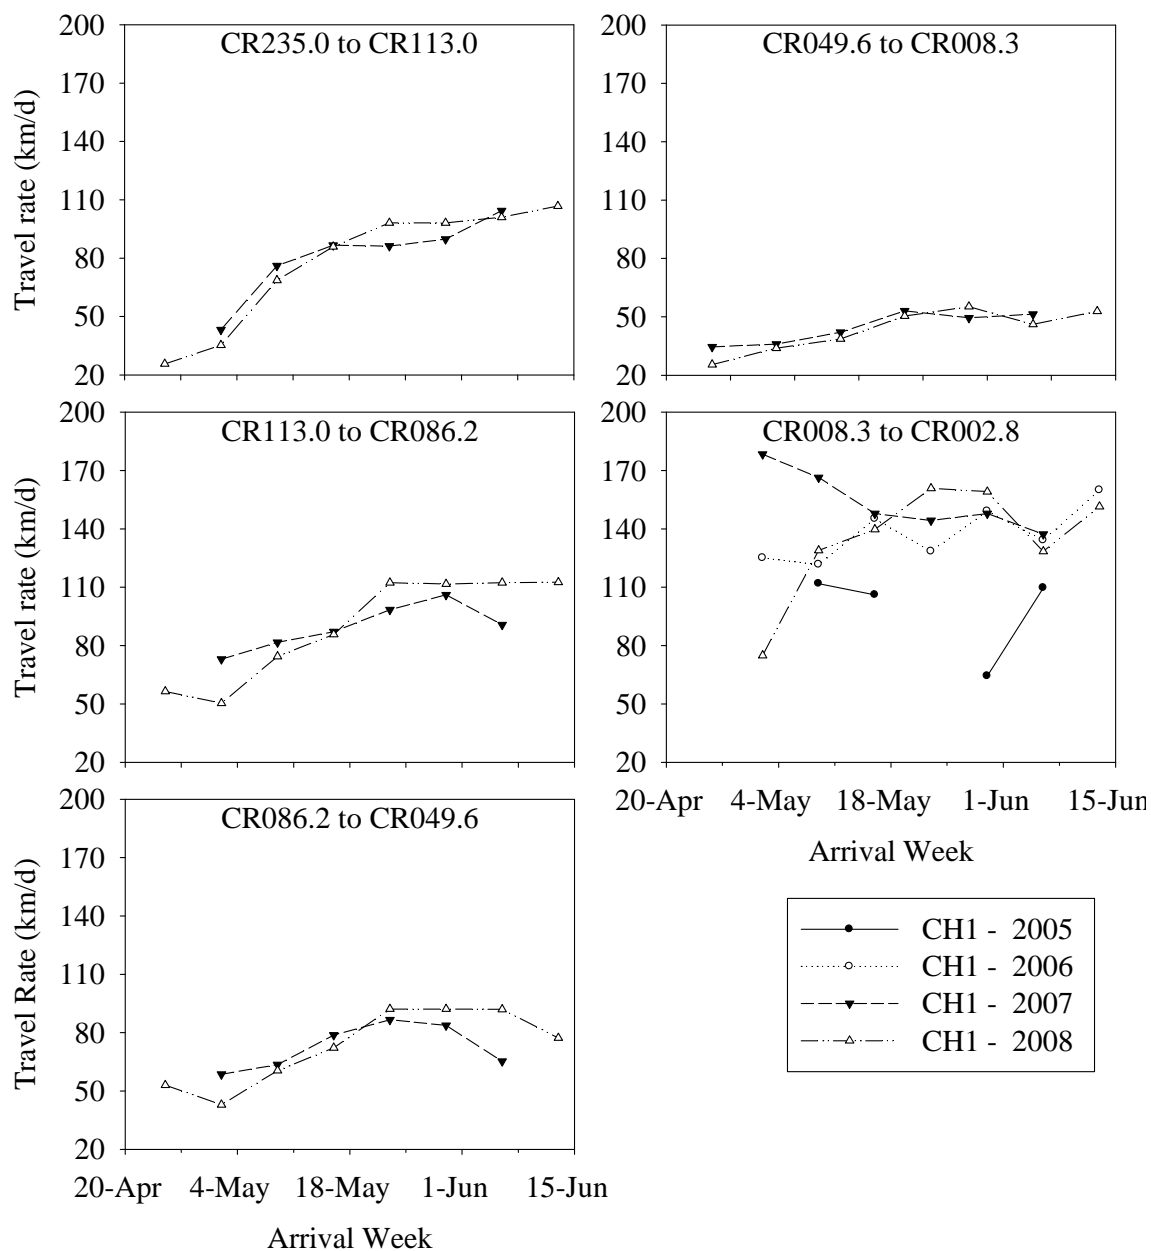 CR235.0 to CR113.0
Travel rate (km/d)
200
170
140
110
80
50
20
CR049.6 to CR008.3
200
170
140
110
80
50
20
CR113.0 to CR086.2
Travel rate (km/d)
200
170
140
110
80
50
20
CR008.3 to CR002.8
200
170
140
110
80
50
20
20-Apr 4-May 18-May 1-Jun 15-Jun
Arrival Week
CR086.2 to CR049.6
Travel Rate (km/d)
200
170
140
110
80
50
20
20-Apr 4-May 18-May 1-Jun 15-Jun
Arrival Week
CH1 - 2005
CH1 - 2006
CH1 - 2007
CH1 - 2008